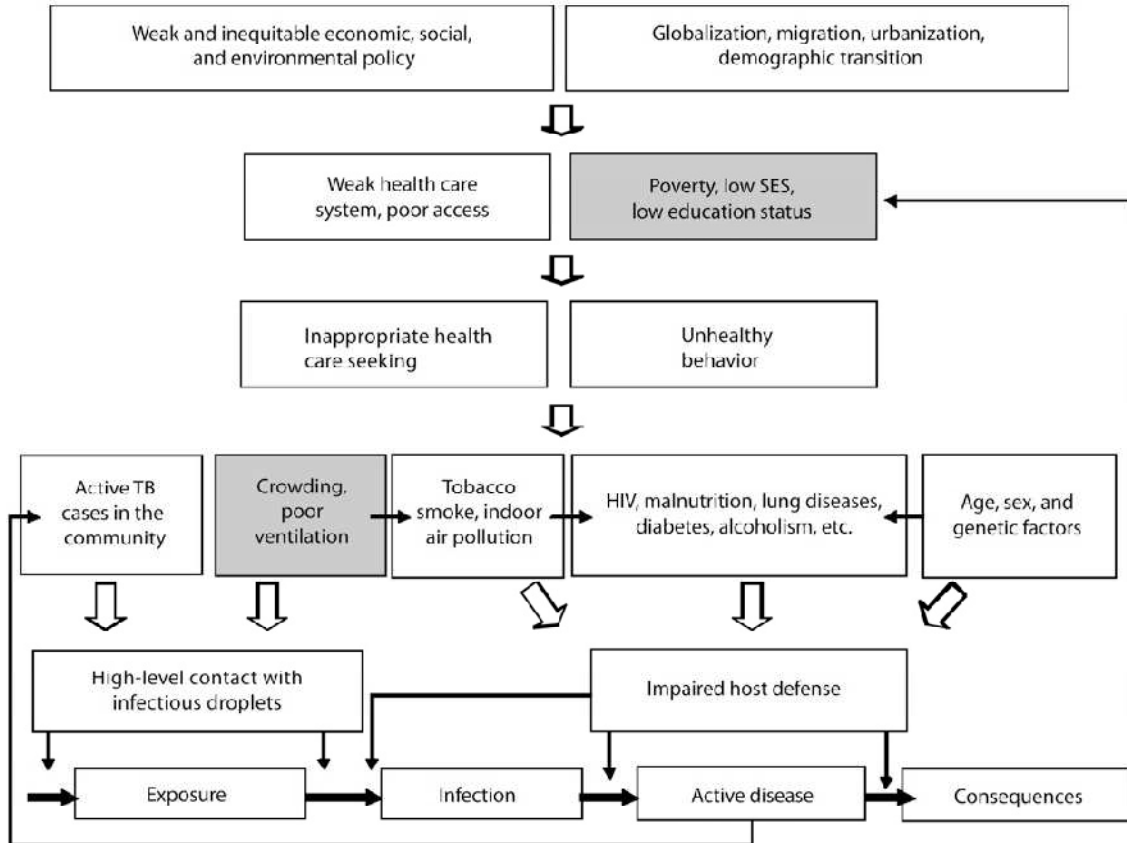 Weak and inequitable economic, social,
and environmental policy
Globalization, migration, urbanization,
demographic transition
Weak health care
system, poor access
Poverty, low SES,
low education status
Inappropriate health
care seeking
Unhealthy
behavior
Active TB
cases in the
community
Crowding,
poor
ventilation
Tobacco
smoke, indoor
air pollution
HIV, malnutrition, lung diseases,
diabetes, alcoholism, etc.
Age, sex, and
genetic factors
High-level contact with
infectious droplets
Impaired host defense
Exposure
Infection
Active disease
Consequences